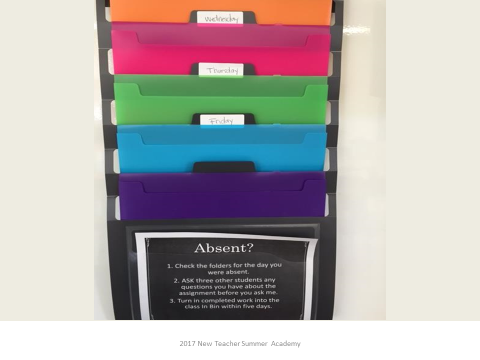 Wednesday
Thursday
Friday
Absent?
1. Check the folders for the day you
were absent.
2. ASK three other students any
questions you have about the
assignment before you ask me.
3. Turn in completed work into the
class In Bin within five days.
2017 New Teacher Summer Academy